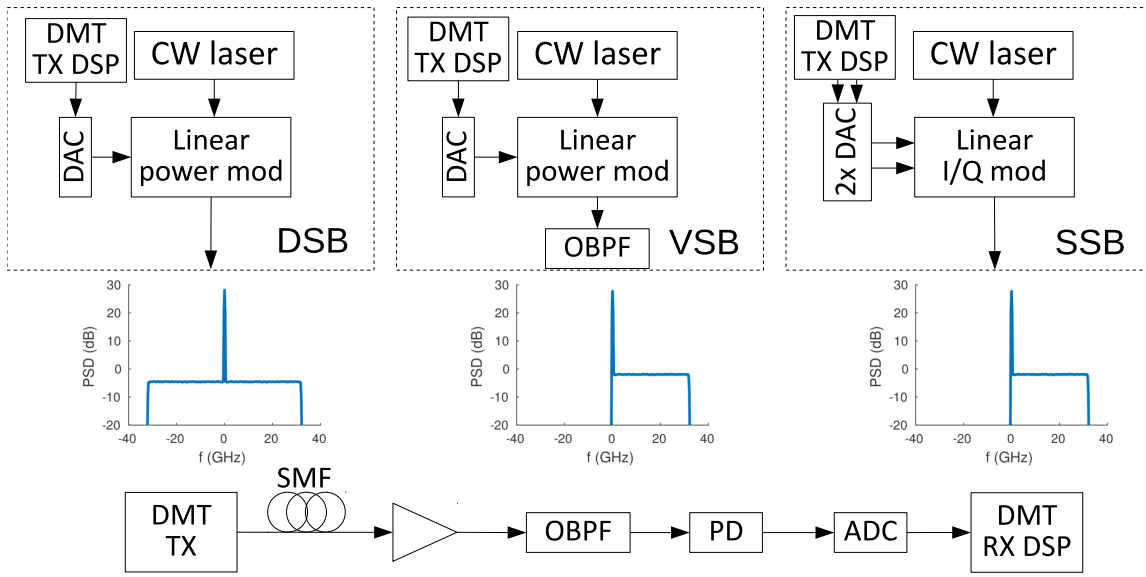 DMT
TX DSP
CW laser
DAC
Linear
power mod
DSB
DMT
TX DSP
CW laser
DAC
Linear
power mod
OBPF
VSB
DMT
TX DSP
CW laser
2x DAC
Linear
I/Q mod
SSB
PSD (dB)
30
20
10
0
-10
-20
-40 -20 0 20 40
f (GHz)
PSD (dB)
30
20
10
0
-10
-20
-40 -20 0 20 40
f (GHz)
PSD (dB)
30
20
10
0
-10
-20
-40 -20 0 20 40
f (GHz)
DMT
TX
SMF
OBPF
PD
ADC
DMT
RX DSP